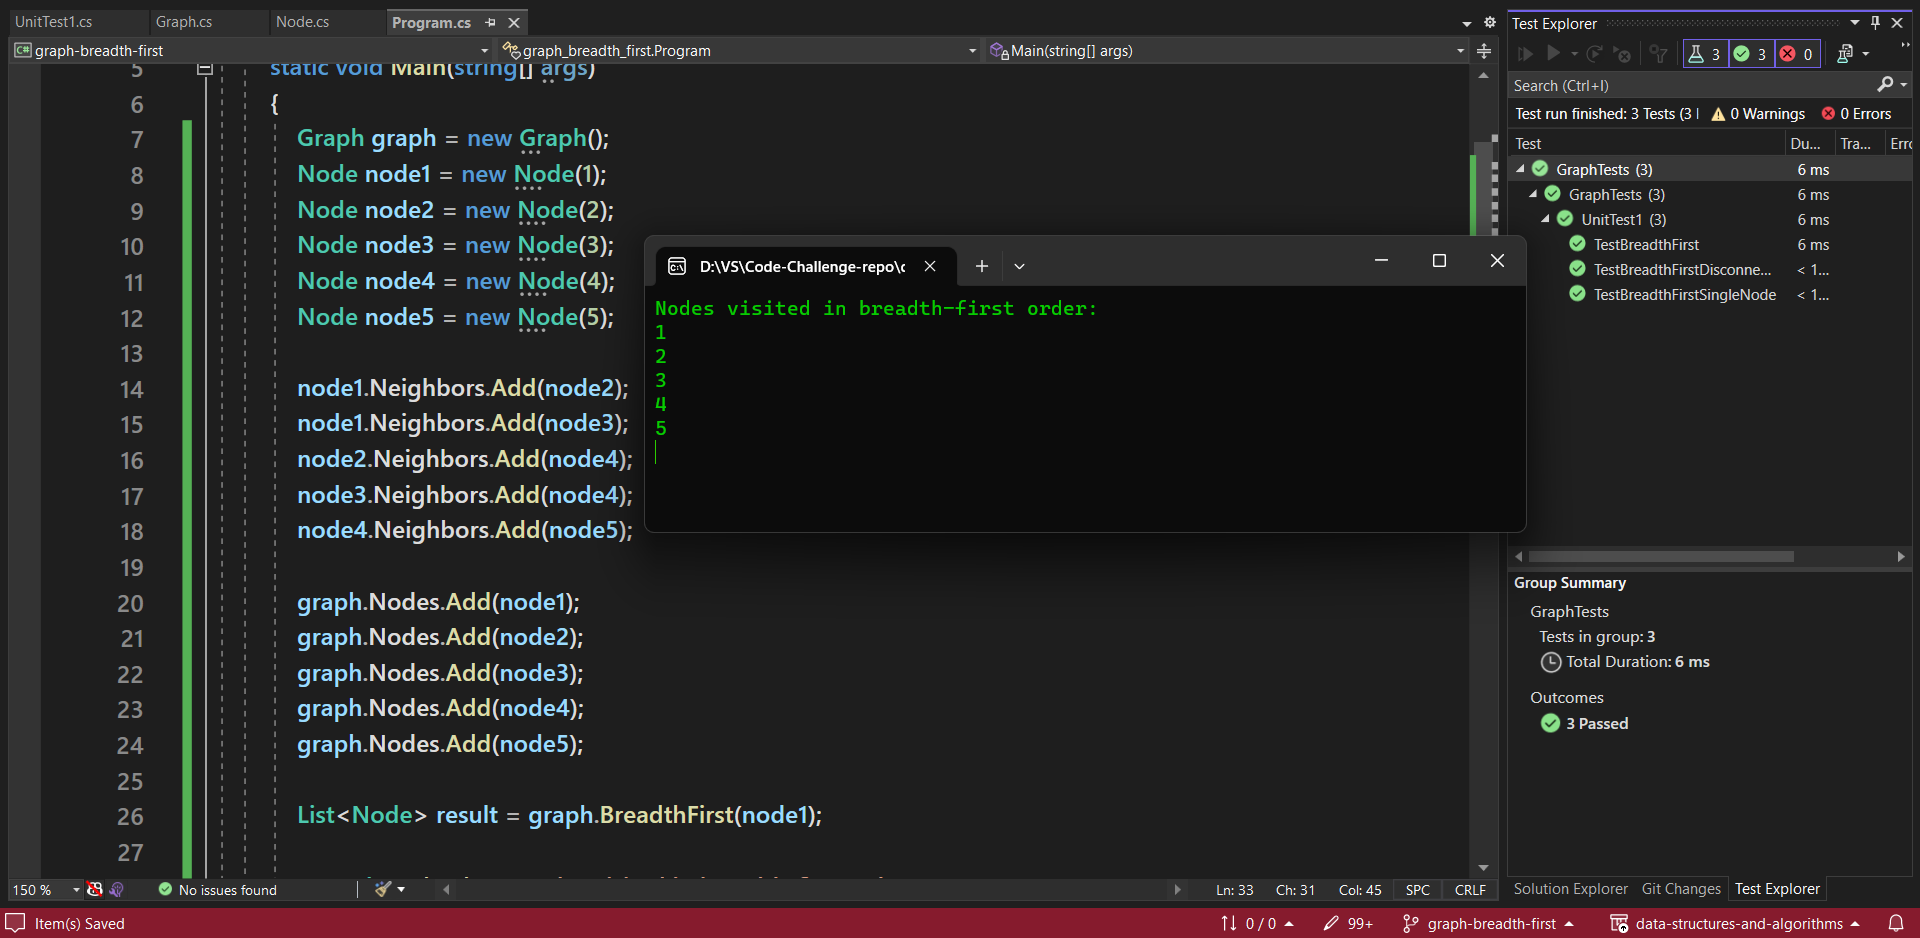 UnitTest1.cs Graph.cs Node.cs Program.cs
graph-breadth-first graph_breadth_first.Program Main(string[] args)
5 static void Main(string[] args)
6 {
7 Graph graph = new Graph();
8 Node node1 = new Node(1);
9 Node node2 = new Node(2);
10 Node node3 = new Node(3);
11 Node node4 = new Node(4);
12 Node node5 = new Node(5);
13
14 node1.Neighbors.Add(node2);
15 node1.Neighbors.Add(node3);
16 node2.Neighbors.Add(node4);
17 node3.Neighbors.Add(node4);
18 node4.Neighbors.Add(node5);
19
20 graph.Nodes.Add(node1);
21 graph.Nodes.Add(node2);
22 graph.Nodes.Add(node3);
23 graph.Nodes.Add(node4);
24 graph.Nodes.Add(node5);
25
26 List<Node> result = graph.BreadthFirst(node1);
27
D:\VS\Code-Challenge-repo\c
Nodes visited in breadth-first order:
1
2
3
4
5
150 % No issues found Ln: 33 Ch: 31 Col: 45 SPC CRLF
Test Explorer
3 3 0
Search (Ctrl+I)
Test run finished: 3 Tests (3 0 Warnings 0 Errors
Test Du... Tra... Erro
GraphTests (3) 6 ms
GraphTests (3) 6 ms
UnitTest1 (3) 6 ms
TestBreadthFirst 6 ms
TestBreadthFirstDisconne... < 1...
TestBreadthFirstSingleNode < 1...
Group Summary
GraphTests
Tests in group: 3
Total Duration: 6 ms
Outcomes
3 Passed
Solution Explorer Git Changes Test Explorer
Item(s) Saved 0 / 0 99+ graph-breadth-first data-structures-and-algorithms